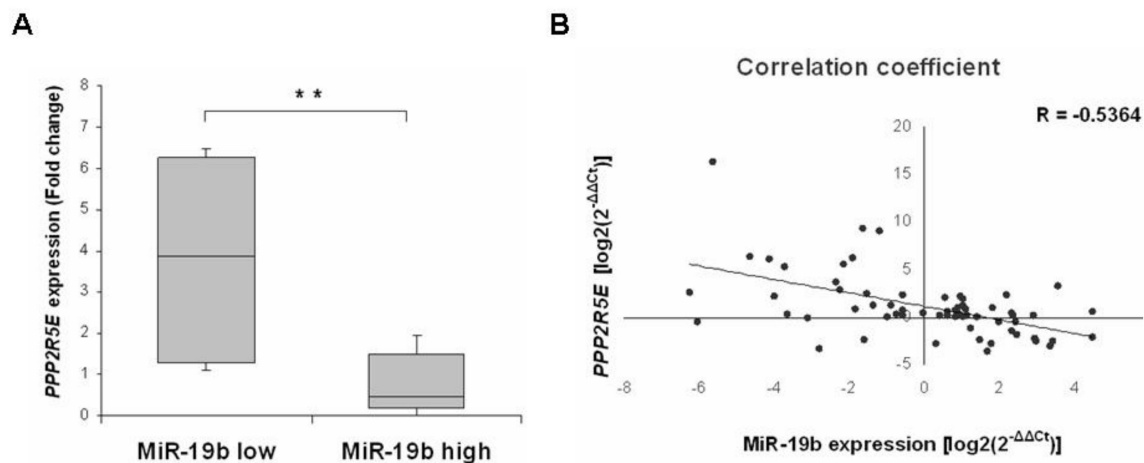 A
PPP2R5E expression (Fold change)
8
7
6
5
4
3
2
1
0
* *
MiR-19b low
MiR-19b high
B
Correlation coefficient
R = -0.5364
PPP2R5E [log2(2-ΔΔCt)]
20
15
10
5
0
-5
-8
-6
-4
-2
0
2
4
MiR-19b expression [log2(2-ΔΔCt)]